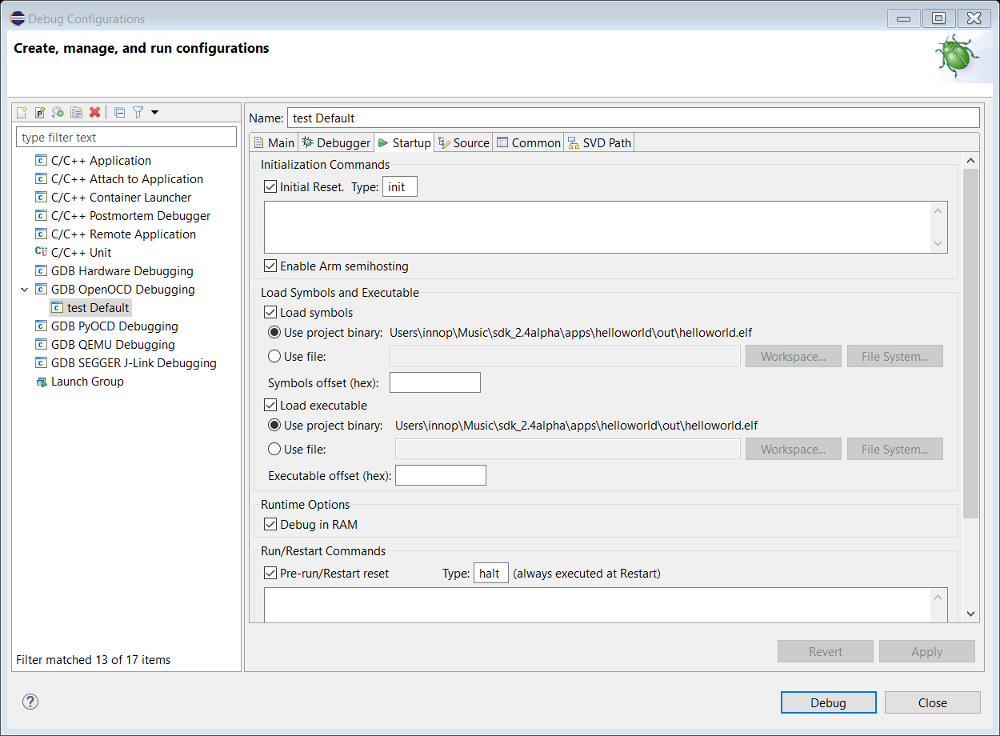 Debug Configurations
Create, manage, and run configurations
type filter text
C/C++ Application
C/C++ Attach to Application
C/C++ Container Launcher
C/C++ Postmortem Debugger
C/C++ Remote Application
C/C++ Unit
GDB Hardware Debugging
GDB OpenOCD Debugging
test Default
GDB PyOCD Debugging
GDB QEMU Debugging
GDB SEGGER J-Link Debugging
Launch Group
Filter matched 13 of 17 items
Name: test Default
Main Debugger Startup Source Common SVD Path
Initialization Commands
Initial Reset. Type: init
Enable Arm semihosting
Load Symbols and Executable
Load symbols
Use project binary: Users\innop\Music\sdk_2.4alpha\apps\helloworld\out\helloworld.elf
Use file: Workspace... File System...
Symbols offset (hex):
Load executable
Use project binary: Users\innop\Music\sdk_2.4alpha\apps\helloworld\out\helloworld.elf
Use file: Workspace... File System...
Executable offset (hex):
Runtime Options
Debug in RAM
Run/Restart Commands
Pre-run/Restart reset Type: halt (always executed at Restart)
Revert Apply
Debug Close